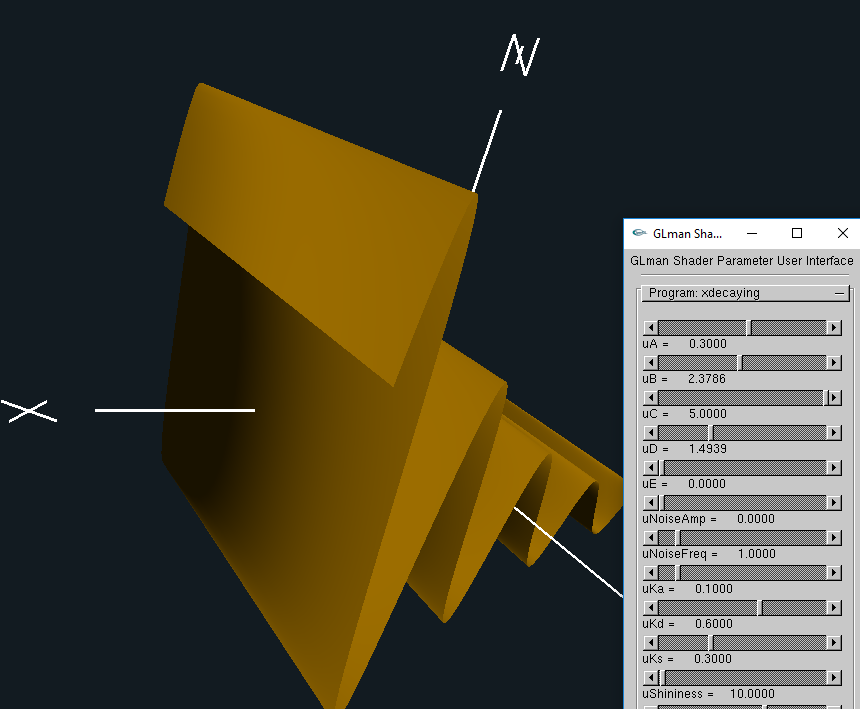 X
GLman Sha...
GLman Shader Parameter User Interface
Program: xdecaying
uA = 0.3000
uB = 2.3786
uC = 5.0000
uD = 1.4939
uE = 0.0000
uNoiseAmp = 0.0000
uNoiseFreq = 1.0000
uKa = 0.1000
uKd = 0.6000
uKs = 0.3000
uShininess = 10.0000